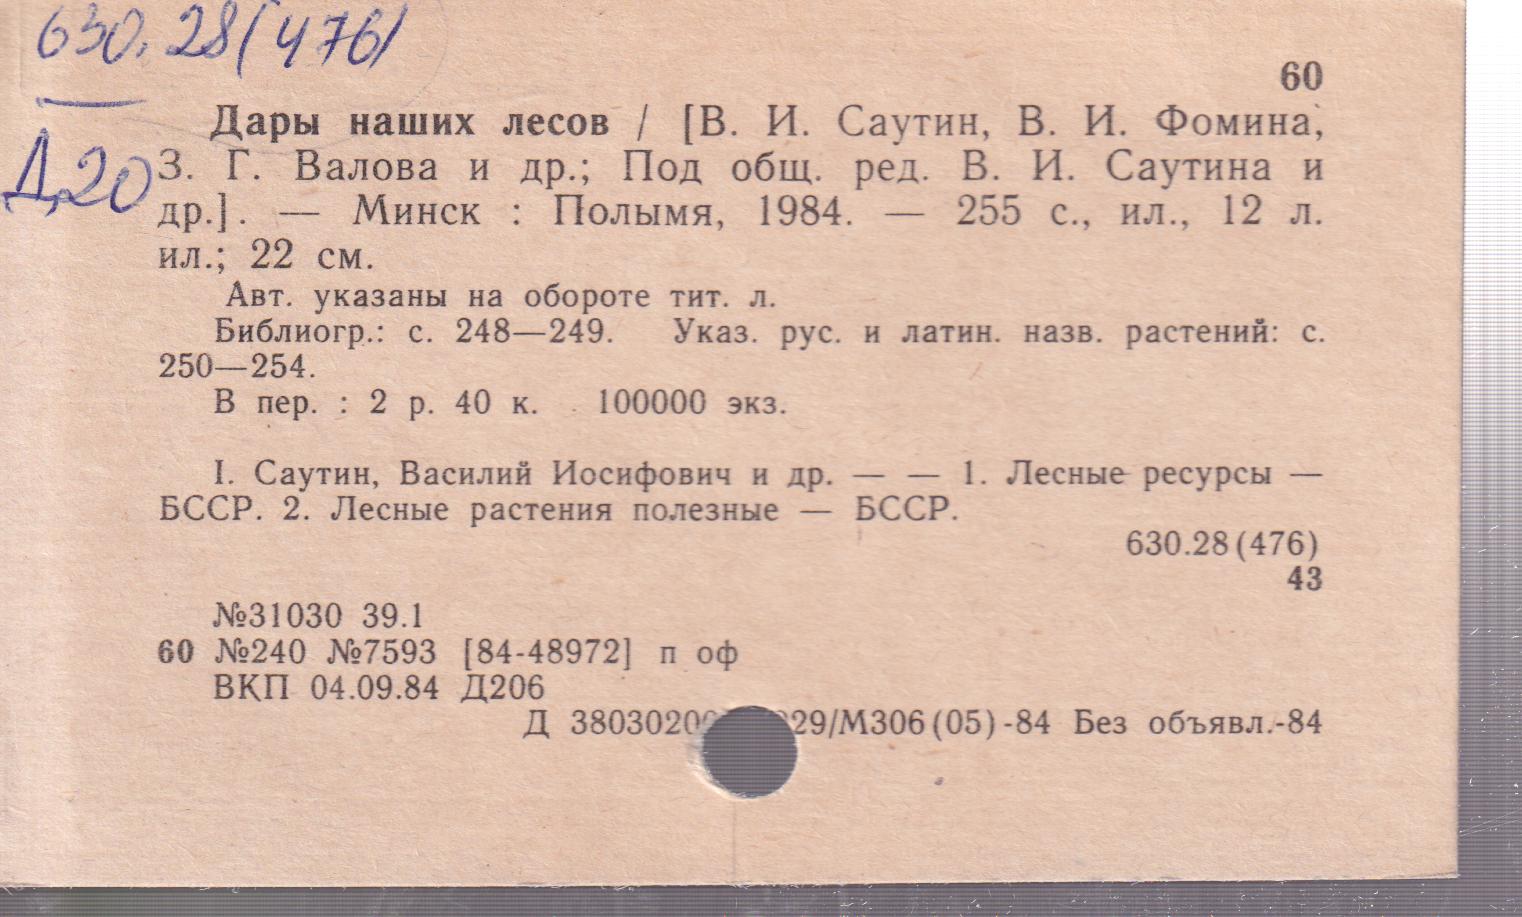 630.28(476)
60
Дары наших лесов / [В. И. Саутин, В. И. Фомина,
Д20
З. Г. Валова и др.; Под общ. ред. В. И. Саутина и
др.]. — Минск : Полымя, 1984. — 255 с., ил., 12 л.
ил.; 22 см.
Авт. указаны на обороте тит. л.
Библиогр.: с. 248—249. Указ. рус. и латин. назв. растений: с.
250—254.
В пер. : 2 р. 40 к. 100000 экз.
I. Саутин, Василий Иосифович и др. — — 1. Лесные ресурсы —
БССР. 2. Лесные растения полезные — БССР.
630.28(476)
43
№31030 39.1
60 №240 №7593 [84-48972] п оф
ВКП 04.09.84 Д206
Д 29/М306(05)-84 Без объявл.-84